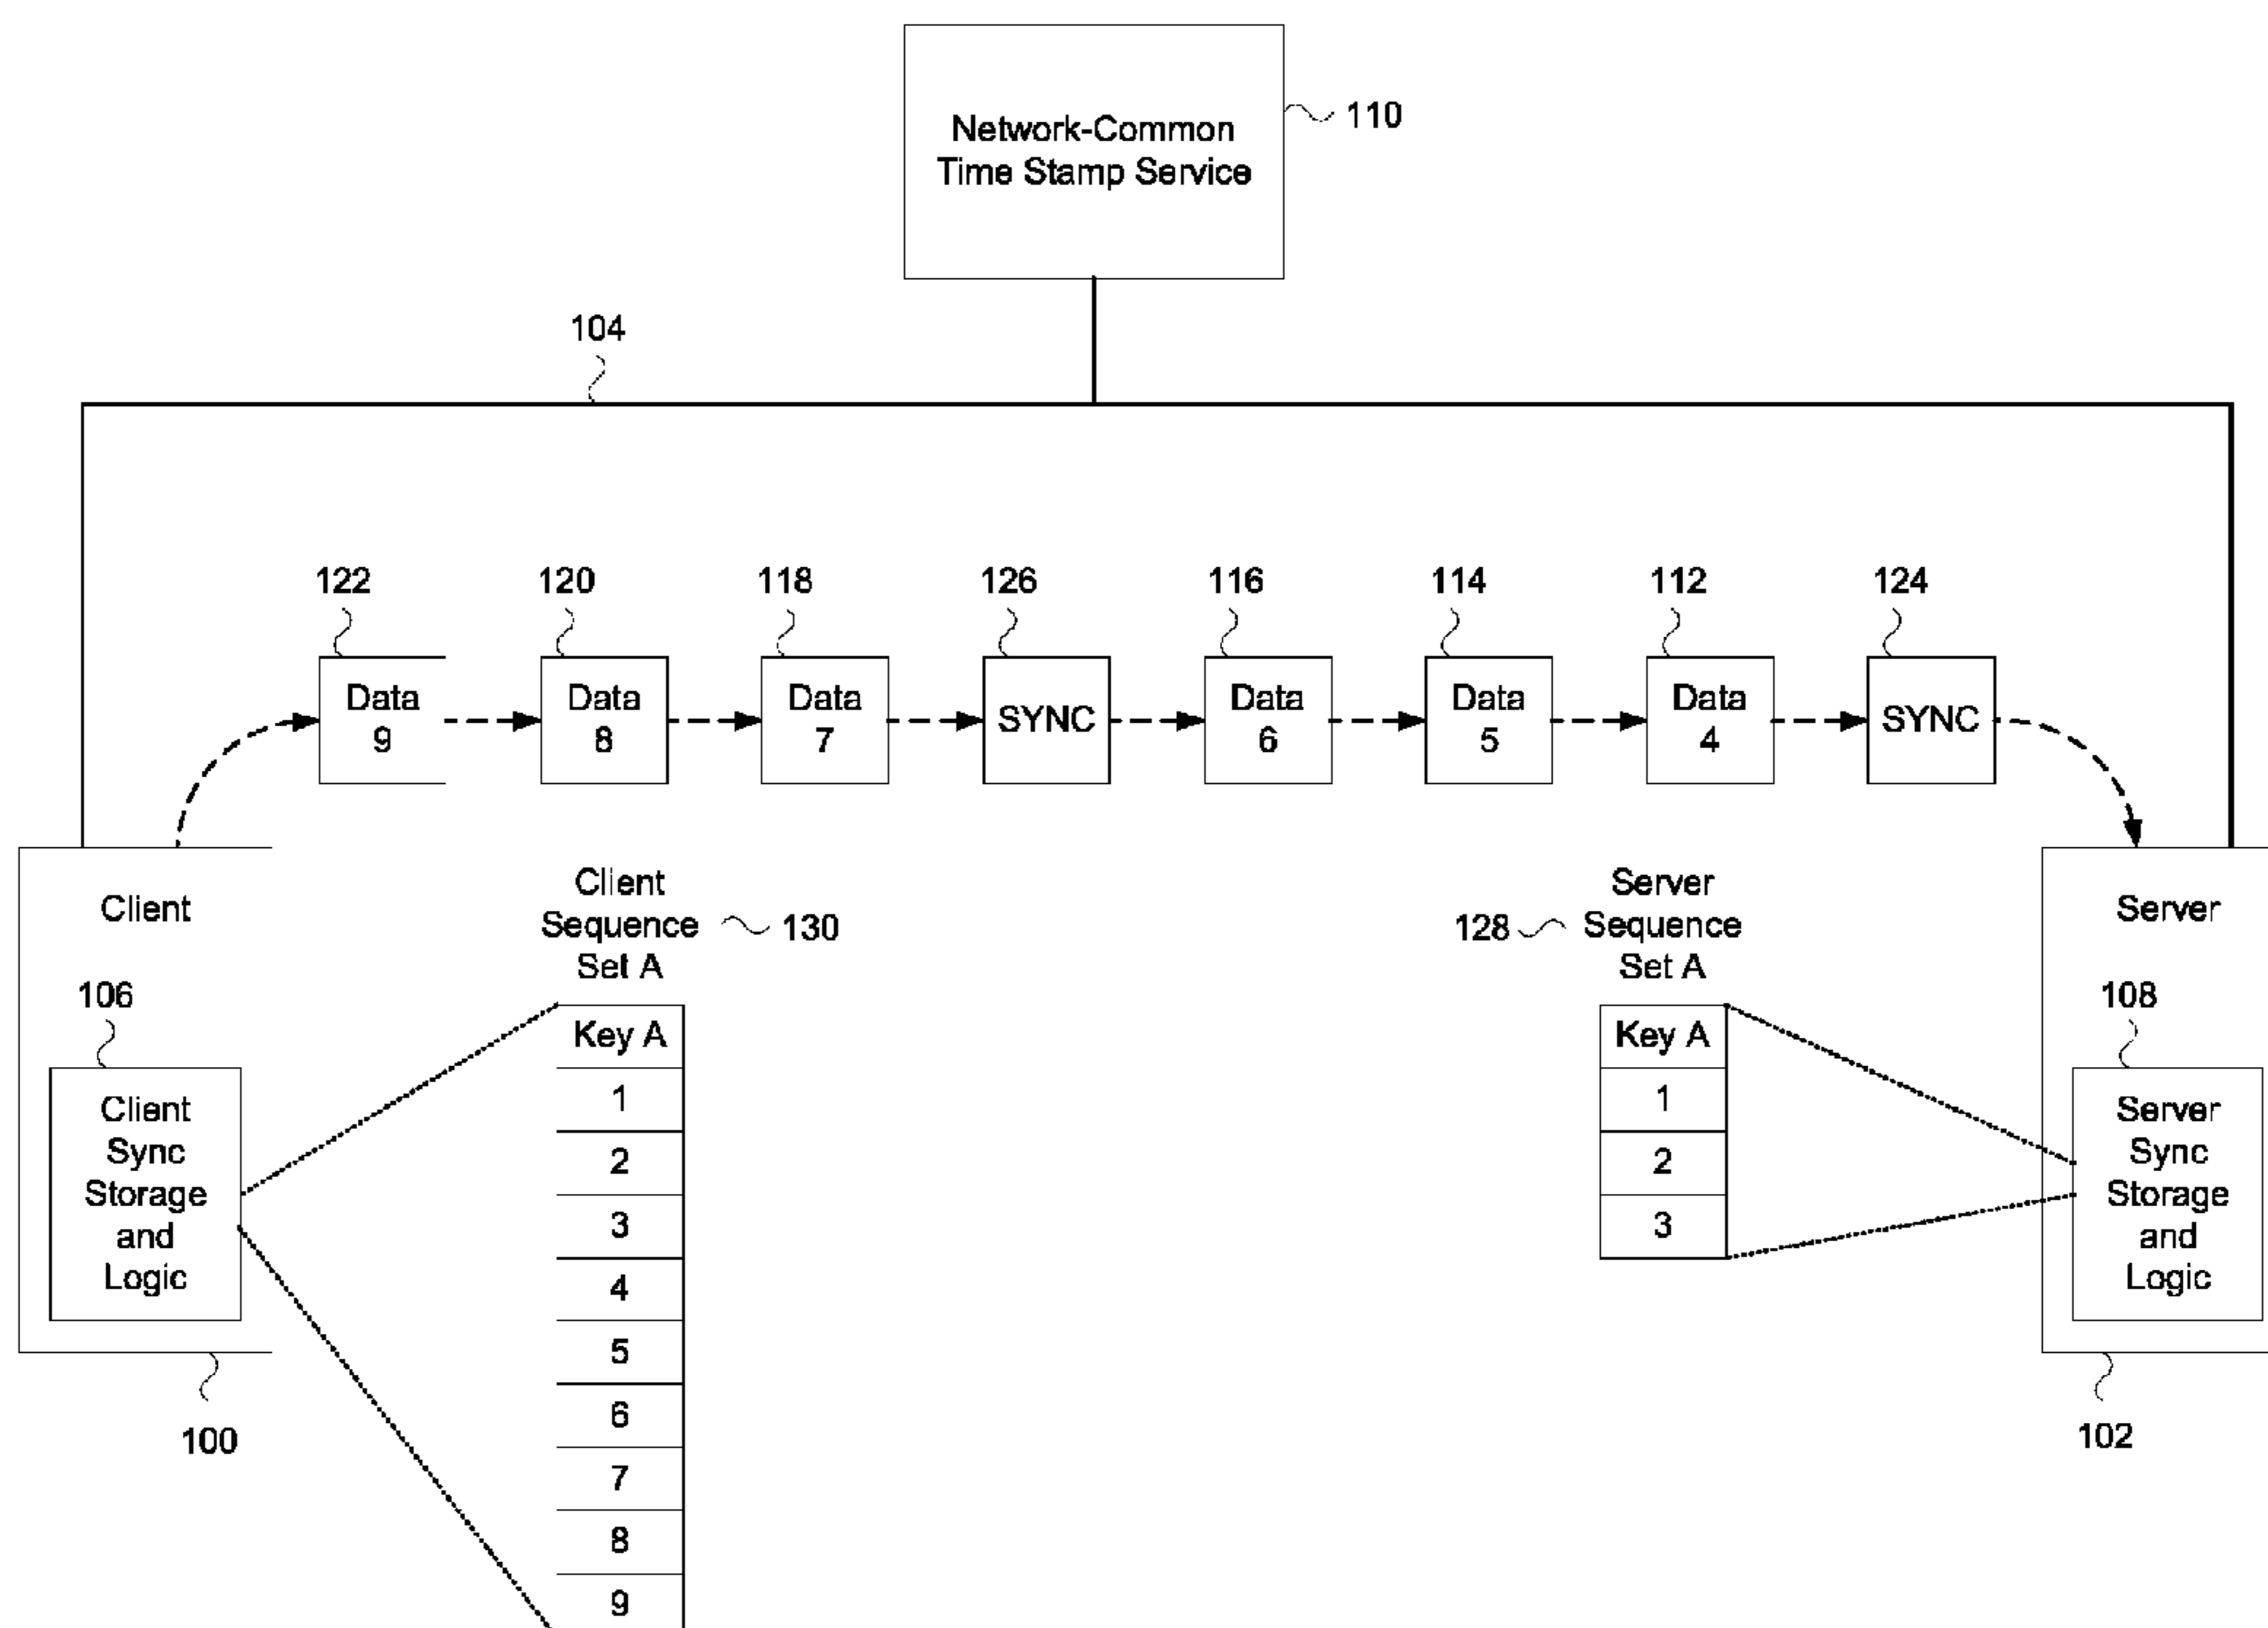 Network-Common
Time Stamp Service
110
104
122
120
118
126
116
114
112
124
Data
9
Data
8
Data
7
SYNC
Data
6
Data
5
Data
4
SYNC
Client
Client
Sequence
Set A
130
128
Server
Sequence
Set A
Server
106
108
Client
Sync
Storage
and
Logic
Key A
1
2
3
4
5
6
7
8
9
Key A
1
2
3
Server
Sync
Storage
and
Logic
100
102